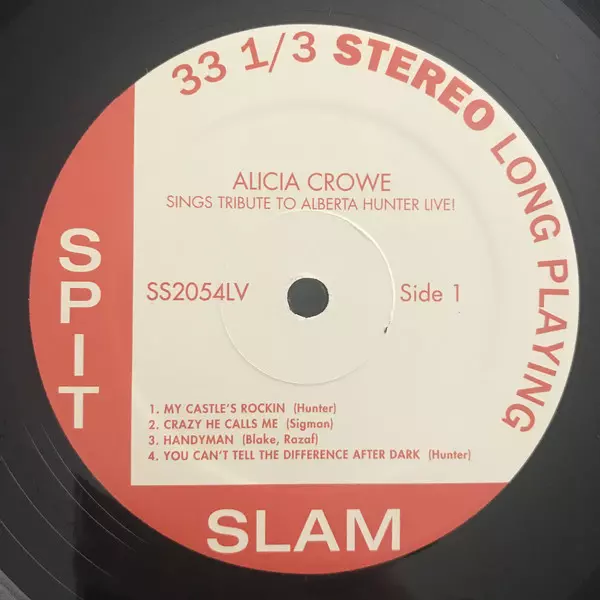 33 1/3 STEREO LONG PLAYING
ALICIA CROWE
SINGS TRIBUTE TO ALBERTA HUNTER LIVE!
SS2054LV
Side 1
1. MY CASTLE'S ROCKIN (Hunter)
2. CRAZY HE CALLS ME (Sigman)
3. HANDYMAN (Blake, Razaf)
4. YOU CAN'T TELL THE DIFFERENCE AFTER DARK (Hunter)
SPIT
SLAM